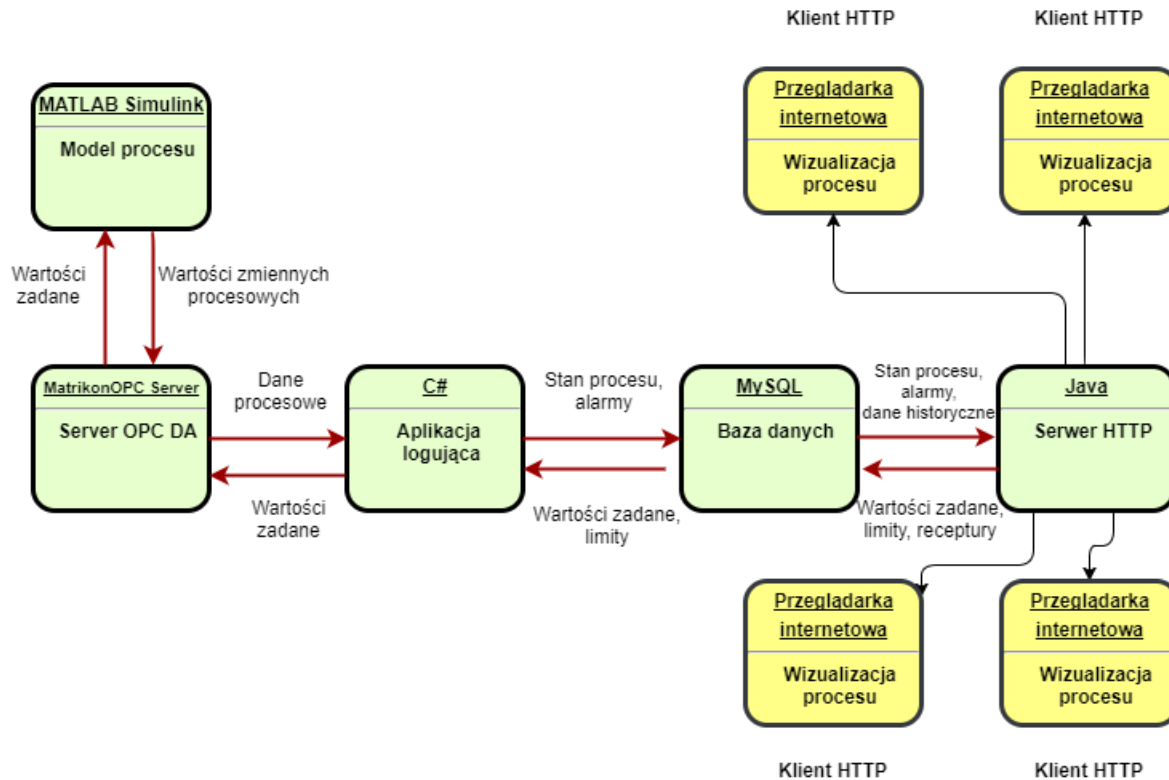 Klient HTTP
Klient HTTP
MATLAB Simulink
Model procesu
Przeglądarka
internetowa
Wizualizacja
procesu
Przeglądarka
internetowa
Wizualizacja
procesu
Wartości
zadane
Wartości zmiennych
procesowych
MatrikonOPC Server
Server OPC DA
Dane
procesowe
Wartości
zadane
C#
Aplikacja
logująca
Stan procesu,
alarmy
Wartości zadane,
limity
MySQL
Baza danych
Stan procesu,
alarmy,
dane historyczne
Wartości zadane,
limity, receptury
Java
Serwer HTTP
Przeglądarka
internetowa
Wizualizacja
procesu
Przeglądarka
internetowa
Wizualizacja
procesu
Klient HTTP
Klient HTTP